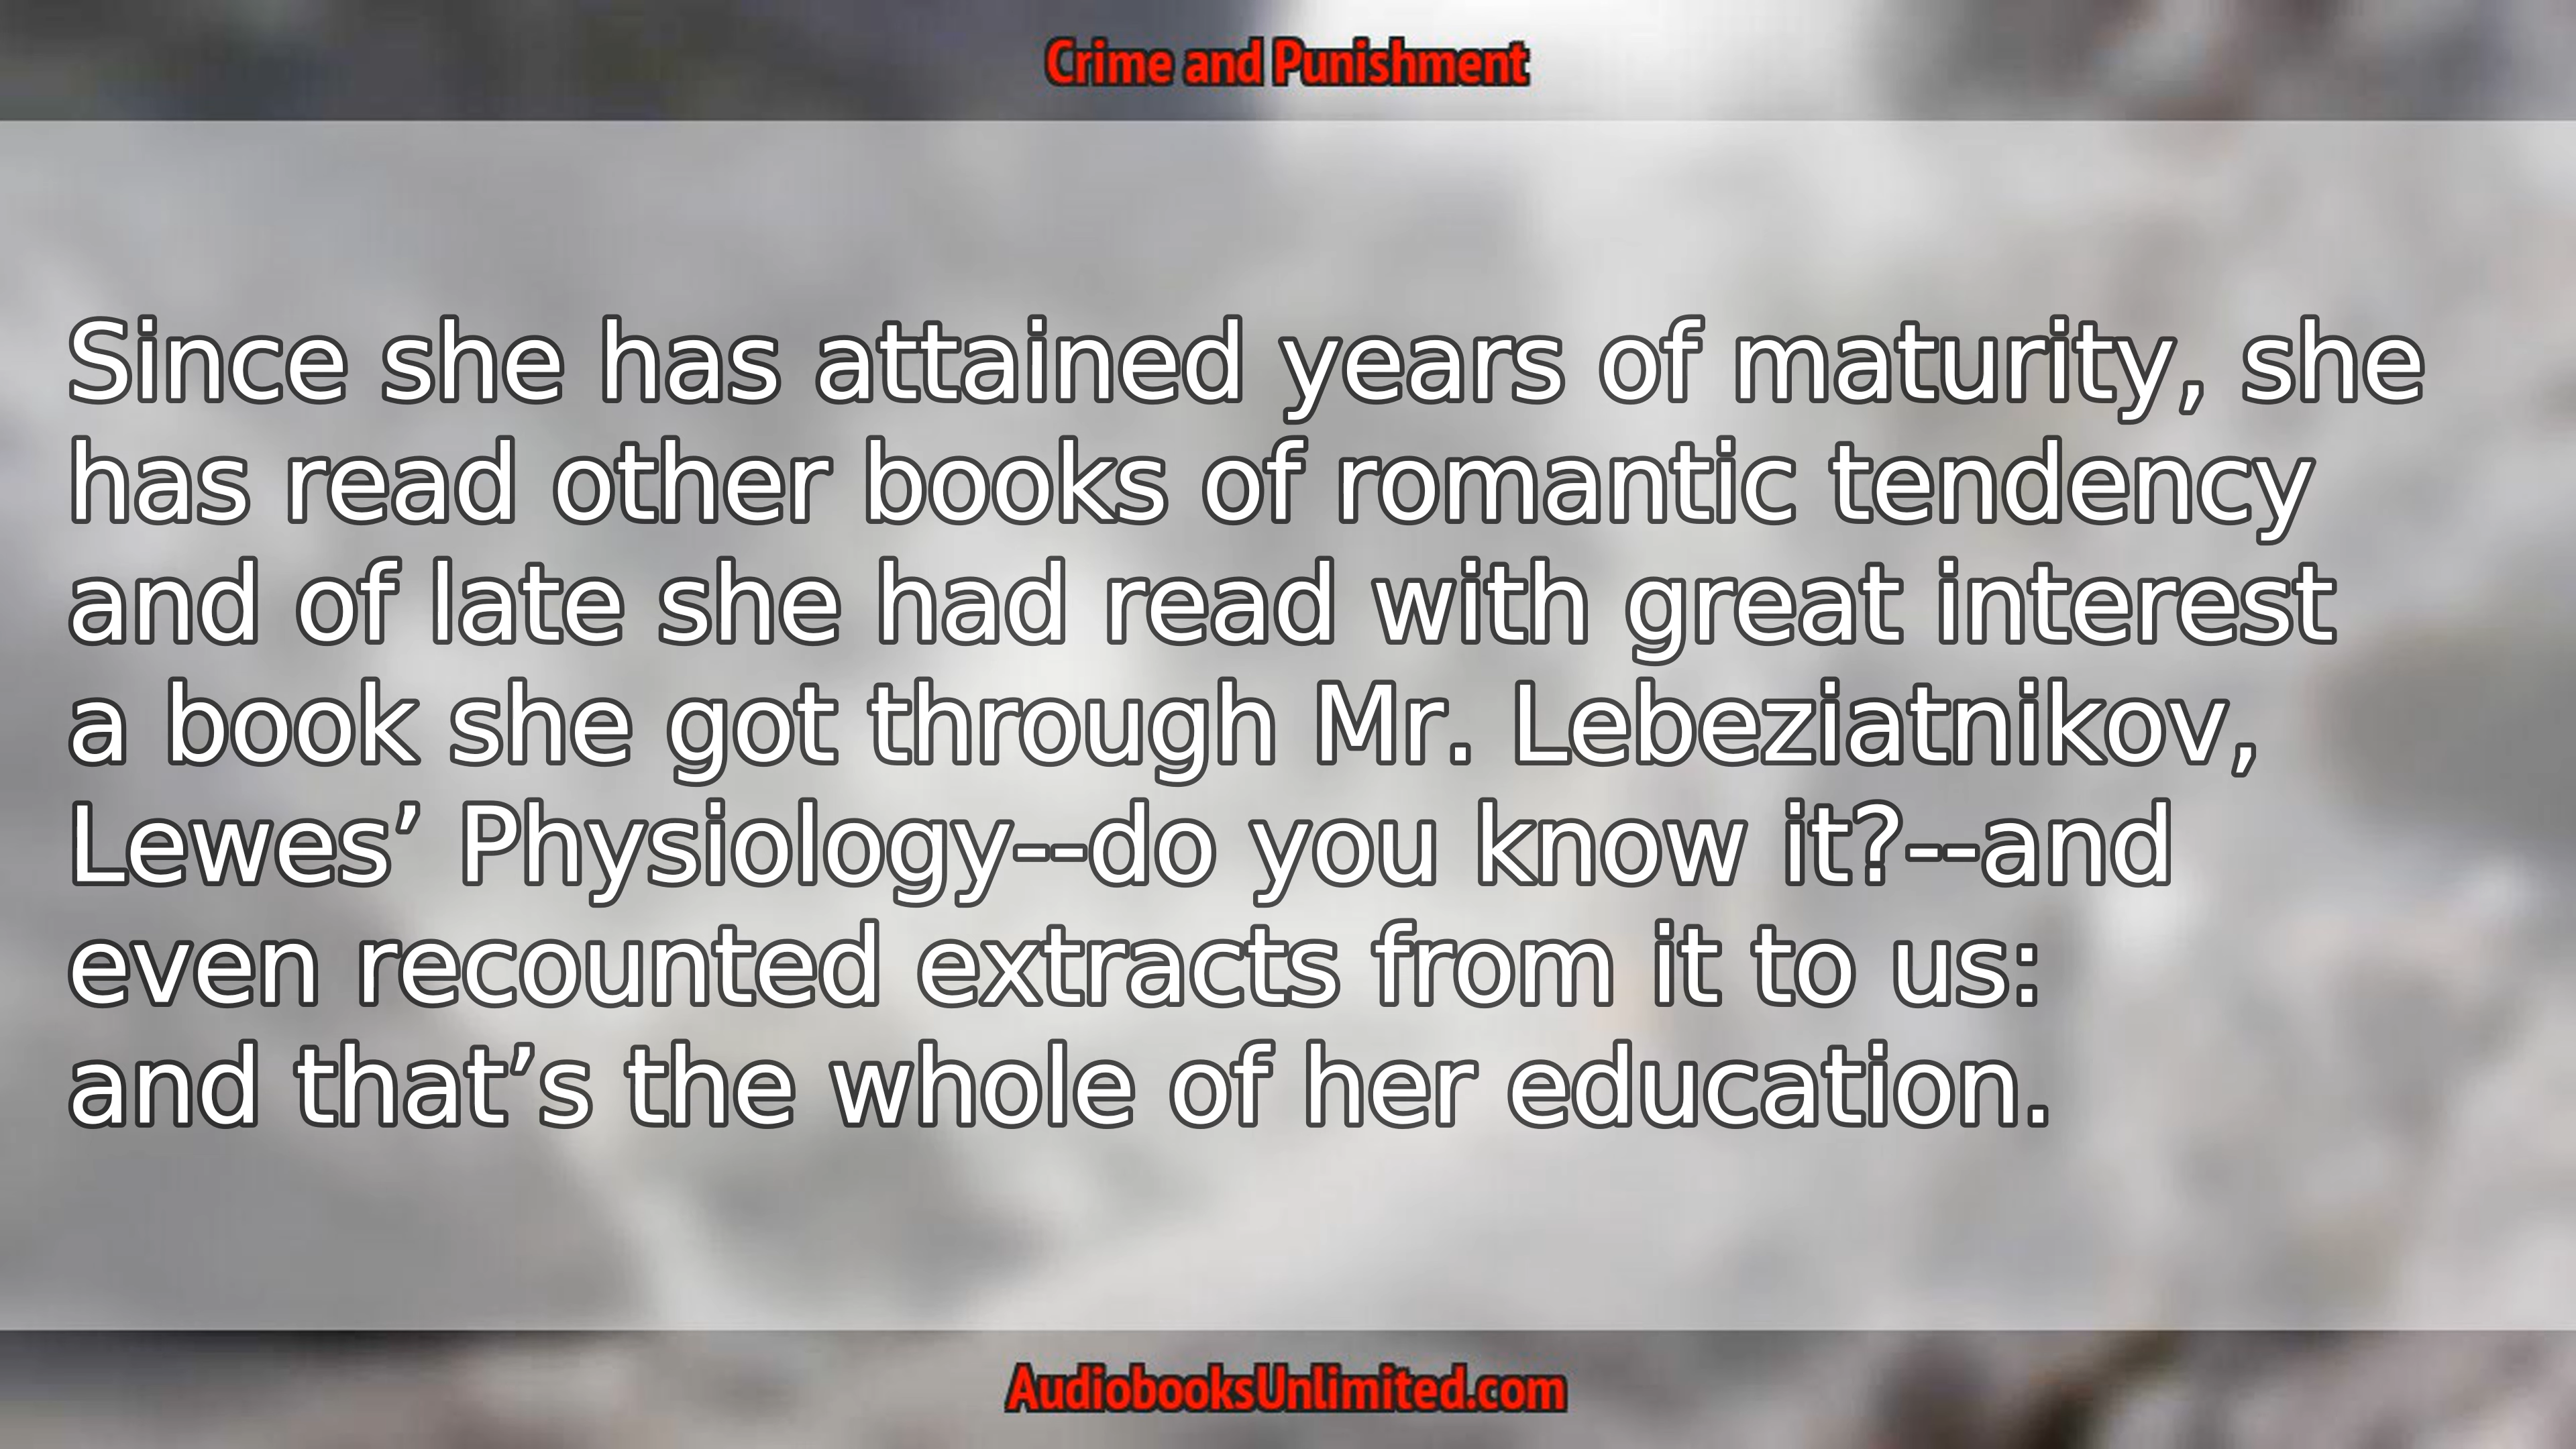 Crime and Punishment
Since she has attained years of maturity, she
has read other books of romantic tendency
and of late she had read with great interest
a book she got through Mr. Lebeziatnikov,
Lewes’ Physiology--do you know it?--and
even recounted extracts from it to us:
and that’s the whole of her education.
AudiobooksUnlimited.com